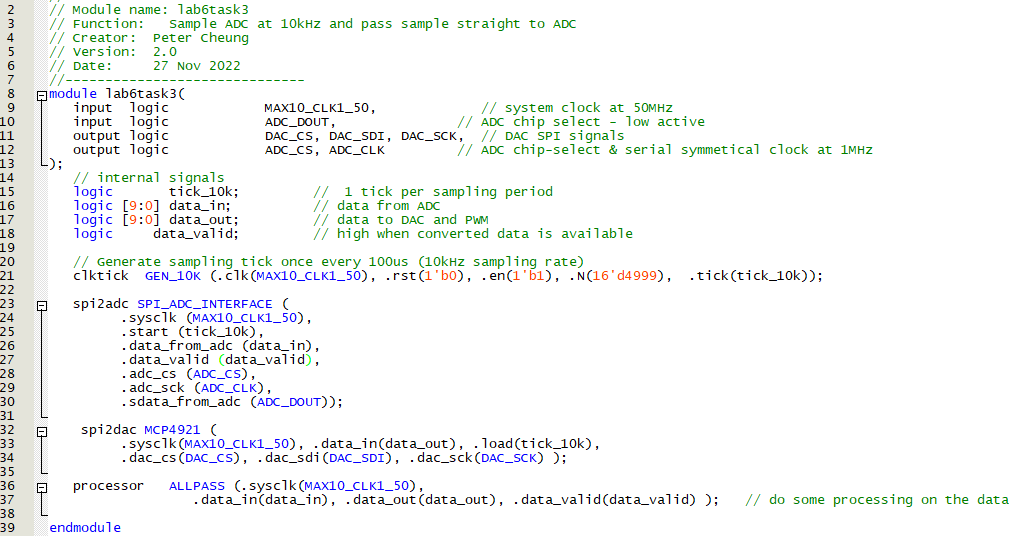 2 // Module name: lab6task3
3 // Function: Sample ADC at 10kHz and pass sample straight to ADC
4 // Creator: Peter Cheung
5 // Version: 2.0
6 // Date: 27 Nov 2022
7 //------------------------------
8 module lab6task3(
9 input logic MAX10_CLK1_50, // system clock at 50MHz
10 input logic ADC_DOUT, // ADC chip select - low active
11 output logic DAC_CS, DAC_SDI, DAC_SCK, // DAC SPI signals
12 output logic ADC_CS, ADC_CLK // ADC chip-select & serial symmetical clock at 1MHz
13 );
14 // internal signals
15 logic tick_10k; // 1 tick per sampling period
16 logic [9:0] data_in; // data from ADC
17 logic [9:0] data_out; // data to DAC and PWM
18 logic data_valid; // high when converted data is available
19
20 // Generate sampling tick once every 100us (10kHz sampling rate)
21 clktick GEN_10K (.clk(MAX10_CLK1_50), .rst(1'b0), .en(1'b1), .N(16'd4999), .tick(tick_10k));
22
23 spi2adc SPI_ADC_INTERFACE (
24 .sysclk (MAX10_CLK1_50),
25 .start (tick_10k),
26 .data_from_adc (data_in),
27 .data_valid (data_valid),
28 .adc_cs (ADC_CS),
29 .adc_sck (ADC_CLK),
30 .sdata_from_adc (ADC_DOUT));
31
32 spi2dac MCP4921 (
33 .sysclk(MAX10_CLK1_50), .data_in(data_out), .load(tick_10k),
34 .dac_cs(DAC_CS), .dac_sdi(DAC_SDI), .dac_sck(DAC_SCK) );
35
36 processor ALLPASS (.sysclk(MAX10_CLK1_50),
37 .data_in(data_in), .data_out(data_out), .data_valid(data_valid) ); // do some processing on the data
38
39 endmodule